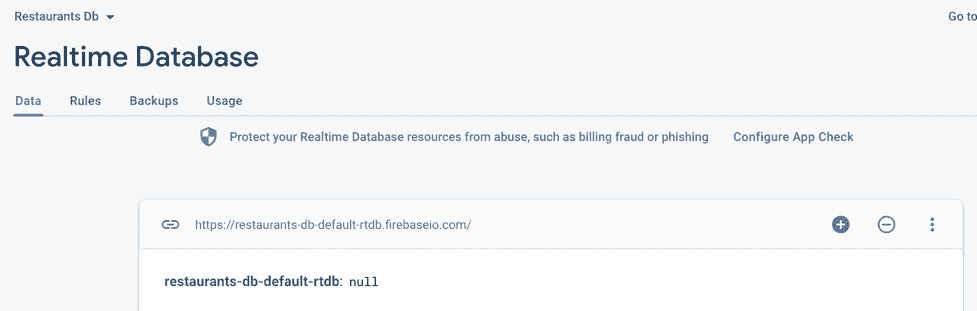 Restaurants Db
Go to
Realtime Database
Data Rules Backups Usage
Protect your Realtime Database resources from abuse, such as billing fraud or phishing Configure App Check
https://restaurants-db-default-rtdb.firebaseio.com/
restaurants-db-default-rtdb: null